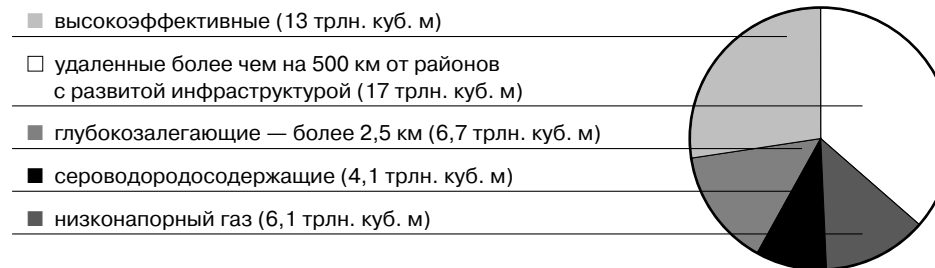 высокоэффективные (13 трлн. куб. м)
удаленные более чем на 500 км от районов
с развитой инфраструктурой (17 трлн. куб. м)
глубокозалегающие — более 2,5 км (6,7 трлн. куб. м)
сероводородосодержащие (4,1 трлн. куб. м)
низконапорный газ (6,1 трлн. куб. м)